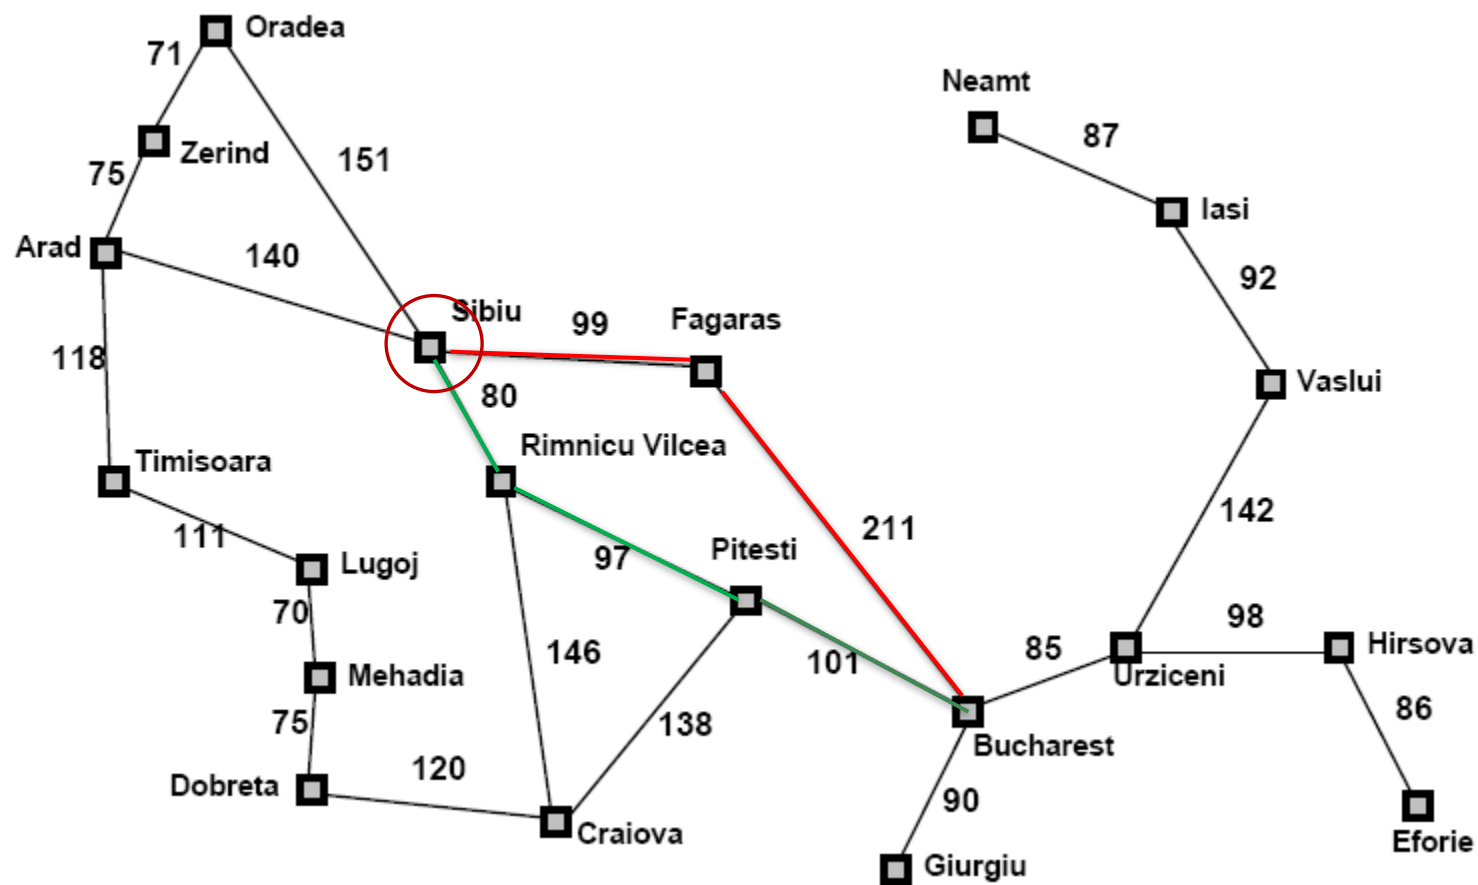 Oradea
71
Neamt
87
Zerind
151
75
Iasi
Arad
140
92
Sibiu
99
Fagaras
118
80
Vaslui
Rimnicu Vilcea
Timisoara
142
111
211
Lugoj
97
Pitesti
70
98
146
101
85
Hirsova
Mehadia
Urziceni
75
138
86
Bucharest
120
Dobreta
90
Craiova
Eforie
Giurgiu